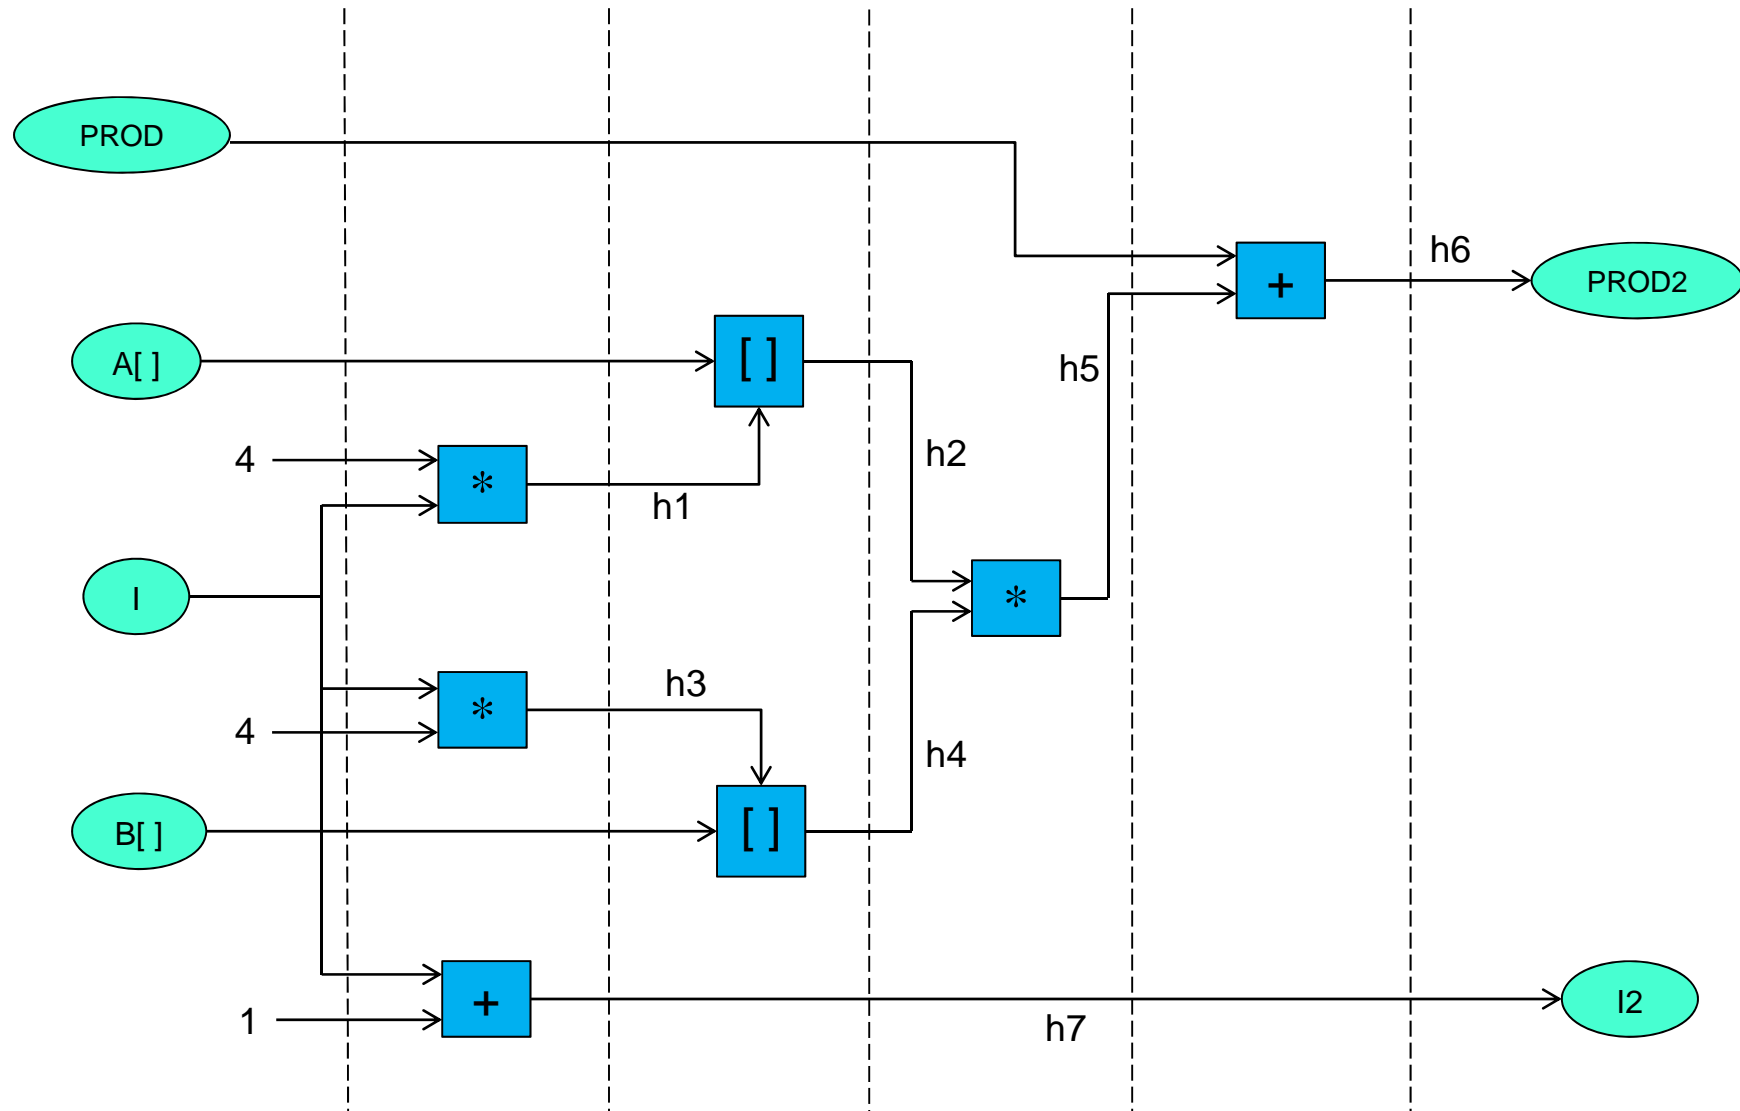 PROD
h6
+
PROD2
[ ]
A[ ]
h5
4
*
h2
h1
I
*
h3
*
4
h4
[ ]
B[ ]
+
I2
1
h7